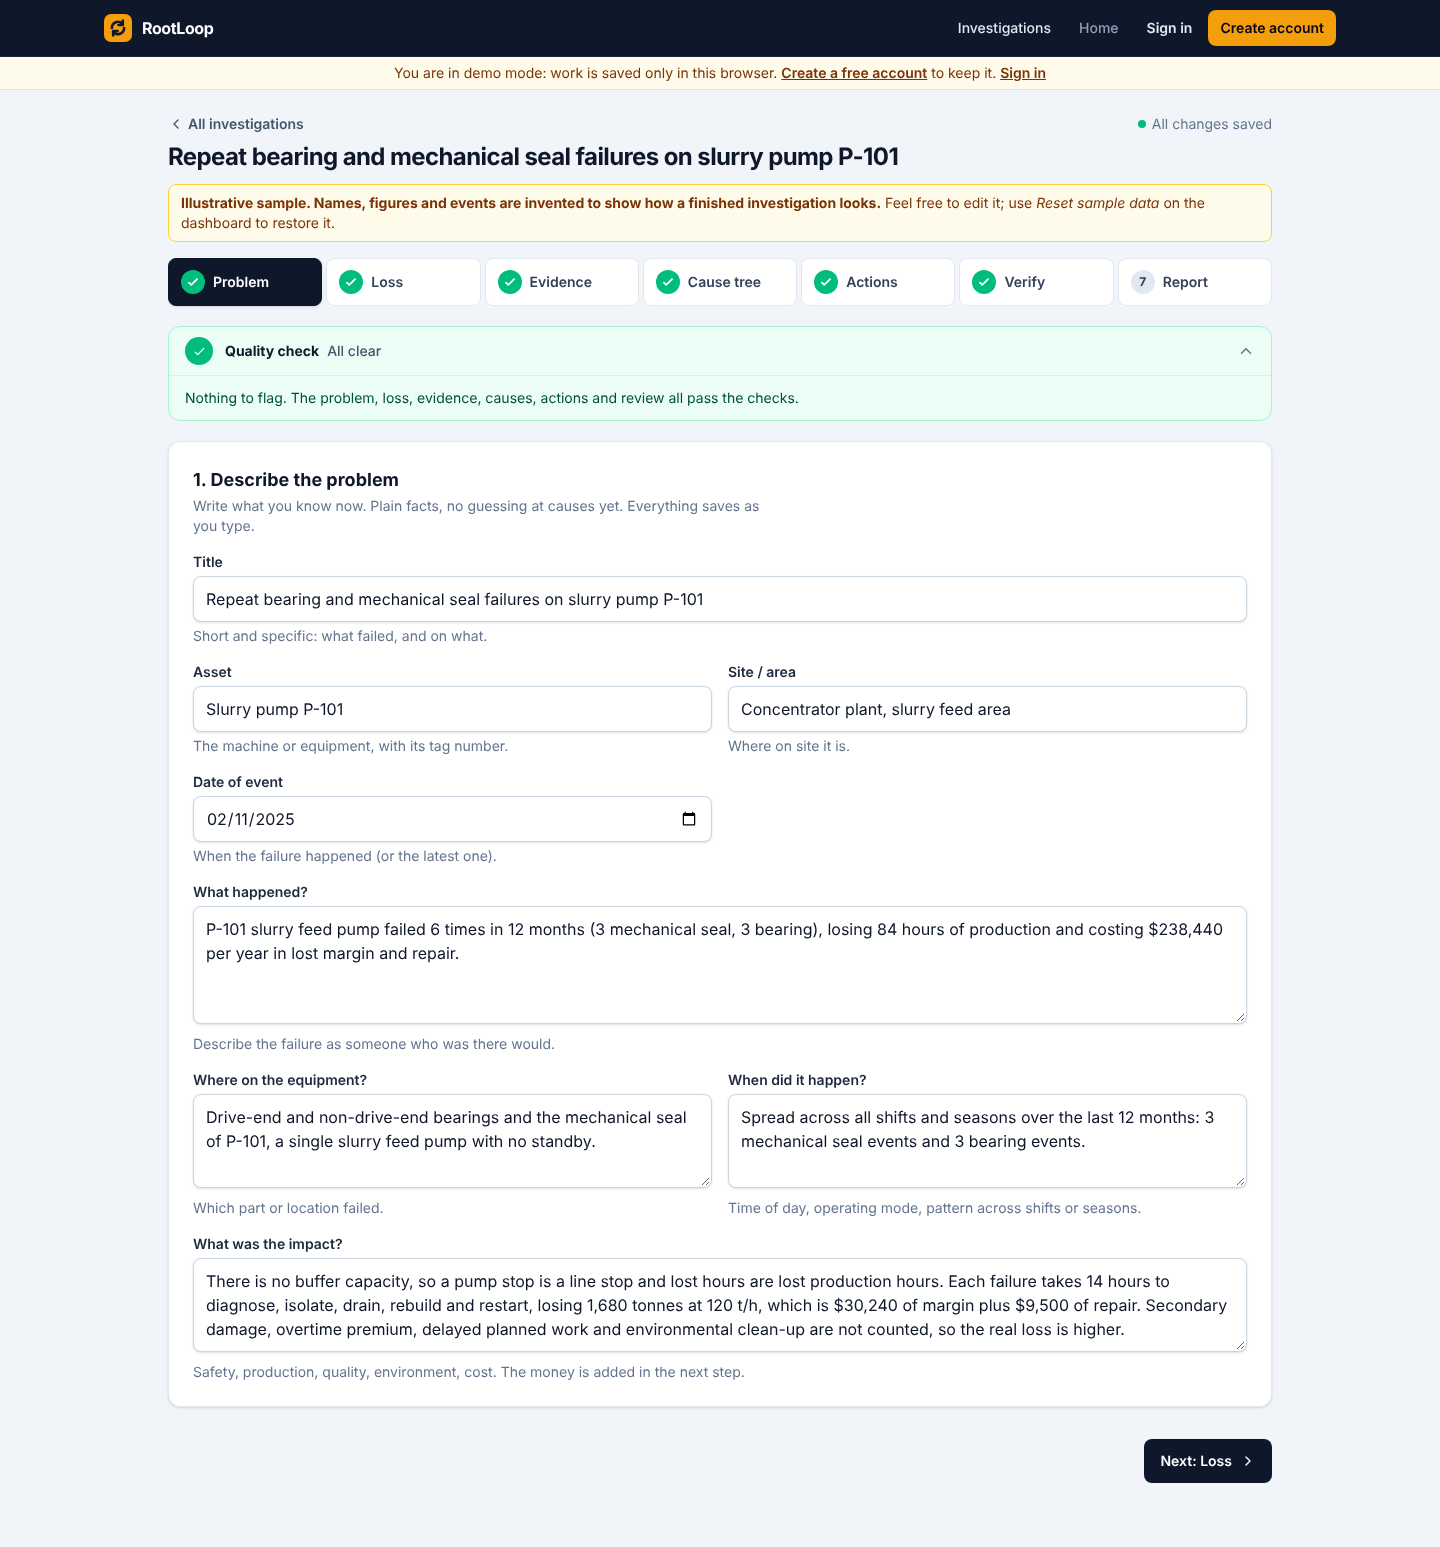 RootLoop
Investigations
Home
Sign in
Create account
You are in demo mode: work is saved only in this browser. Create a free account to keep it. Sign in
All investigations
All changes saved
Repeat bearing and mechanical seal failures on slurry pump P-101
Illustrative sample. Names, figures and events are invented to show how a finished investigation looks. Feel free to edit it; use Reset sample data on the
dashboard to restore it.
Problem
Loss
Evidence
Cause tree
Actions
Verify
7 Report
Quality check All clear
Nothing to flag. The problem, loss, evidence, causes, actions and review all pass the checks.
1. Describe the problem
Write what you know now. Plain facts, no guessing at causes yet. Everything saves as
you type.
Title
Repeat bearing and mechanical seal failures on slurry pump P-101
Short and specific: what failed, and on what.
Asset
Slurry pump P-101
The machine or equipment, with its tag number.
Site / area
Concentrator plant, slurry feed area
Where on site it is.
Date of event
02/11/2025
When the failure happened (or the latest one).
What happened?
P-101 slurry feed pump failed 6 times in 12 months (3 mechanical seal, 3 bearing), losing 84 hours of production and costing $238,440
per year in lost margin and repair.
Describe the failure as someone who was there would.
Where on the equipment?
Drive-end and non-drive-end bearings and the mechanical seal
of P-101, a single slurry feed pump with no standby.
Which part or location failed.
When did it happen?
Spread across all shifts and seasons over the last 12 months: 3
mechanical seal events and 3 bearing events.
Time of day, operating mode, pattern across shifts or seasons.
What was the impact?
There is no buffer capacity, so a pump stop is a line stop and lost hours are lost production hours. Each failure takes 14 hours to
diagnose, isolate, drain, rebuild and restart, losing 1,680 tonnes at 120 t/h, which is $30,240 of margin plus $9,500 of repair. Secondary
damage, overtime premium, delayed planned work and environmental clean-up are not counted, so the real loss is higher.
Safety, production, quality, environment, cost. The money is added in the next step.
Next: Loss